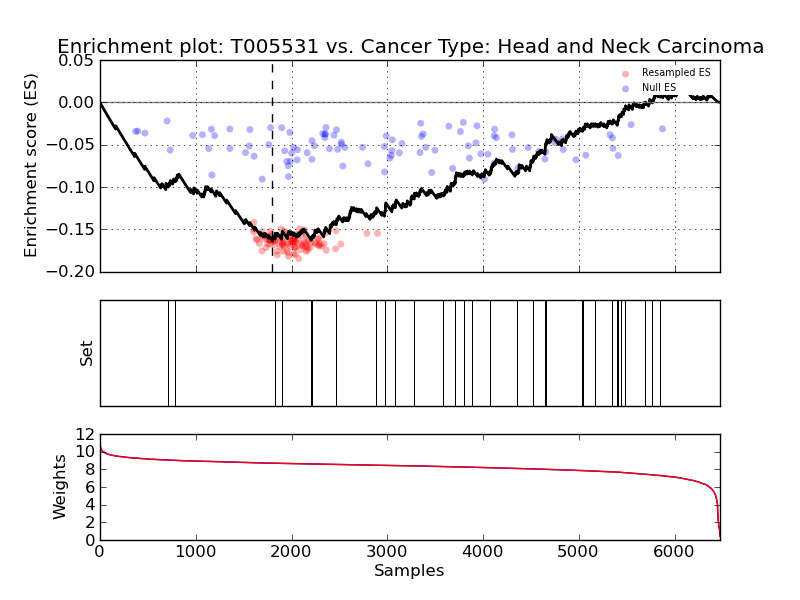 Enrichment plot: T005531 vs. Cancer Type: Head and Neck Carcinoma
Enrichment score (ES)
0.05
0.00
−0.05
−0.10
−0.15
−0.20
Resampled ES
Null ES
Set
Weights
12
10
8
6
4
2
0
0 1000 2000 3000 4000 5000 6000
Samples